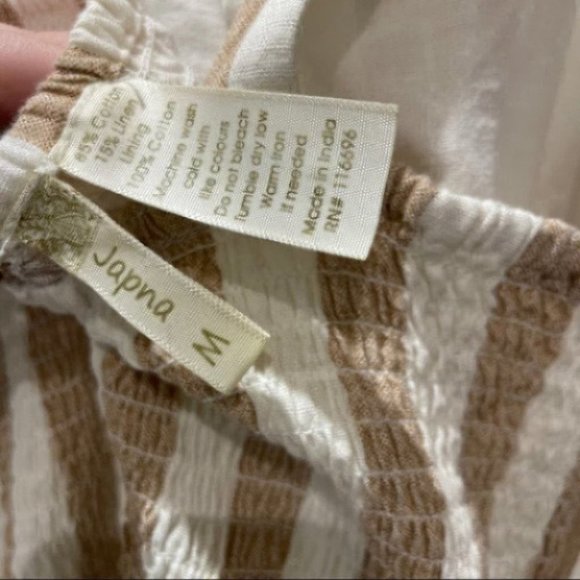 85% Cotton
15% Linen
Lining
100% Cotton
Machine wash
cold with
like colours
Do not bleach
Tumble dry low
Warm iron
if needed
Made in India
RN# 116696
Japna
M